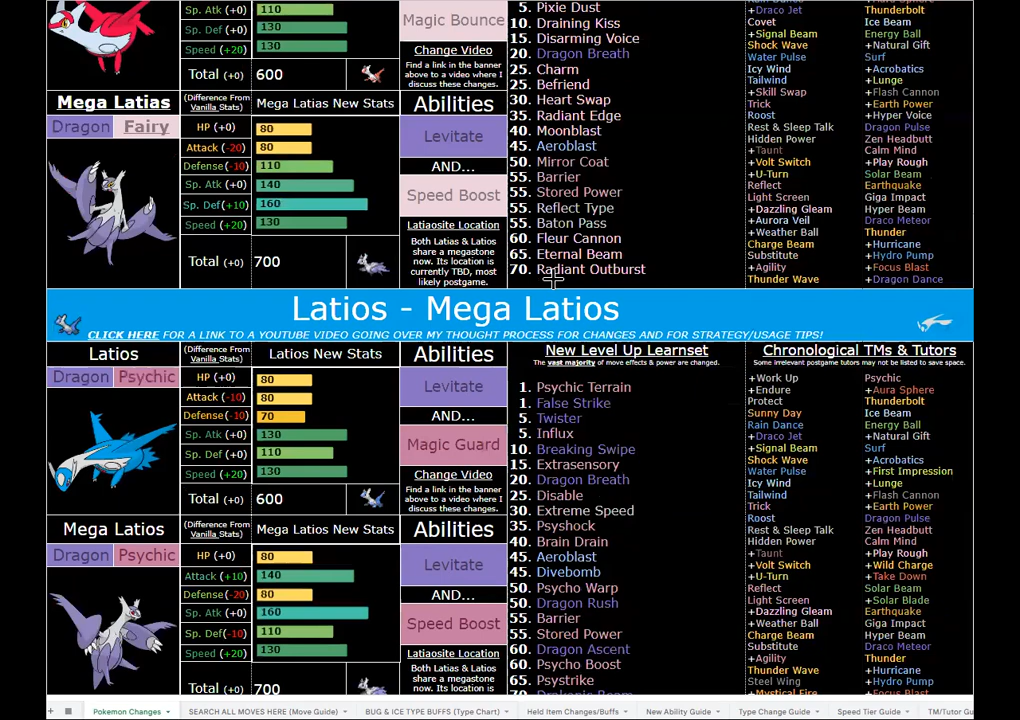 Sp. Atk (+0) 110
Sp. Def (+0) 130
Speed (+20) 130
Total (+0) 600
Magic Bounce
Change Video
Find a link in the banner
above to a video where I
discuss these changes.
Mega Latias
Dragon Fairy
(Difference From
Vanilla Stats)
Mega Latias New Stats
HP (+0) 80
Attack (-20) 80
Defense(-10) 110
Sp. Atk (+0) 140
Sp. Def(+10) 160
Speed (+20) 130
Total (+0) 700
Abilities
Levitate
AND...
Speed Boost
Latiaosite Location
Both Latias & Latios
share a megastone
now. Its location is
currently TBD, most
likely postgame.
5. Pixie Dust
10. Draining Kiss
15. Disarming Voice
20. Dragon Breath
25. Charm
25. Befriend
30. Heart Swap
35. Radiant Edge
40. Moonblast
45. Aeroblast
50. Mirror Coat
55. Barrier
55. Stored Power
55. Reflect Type
55. Baton Pass
60. Fleur Cannon
65. Eternal Beam
70. Radiant Outburst
+Draco Jet
Covet
+Signal Beam
Shock Wave
Water Pulse
Icy Wind
Tailwind
+Skill Swap
Trick
Roost
Rest & Sleep Talk
Hidden Power
+Taunt
+Volt Switch
+U-Turn
Reflect
Light Screen
+Dazzling Gleam
+Aurora Veil
+Weather Ball
Charge Beam
Substitute
+Agility
Thunder Wave
Thunderbolt
Ice Beam
Energy Ball
+Natural Gift
Surf
+Acrobatics
+Lunge
+Flash Cannon
+Earth Power
+Hyper Voice
Dragon Pulse
Zen Headbutt
Calm Mind
+Play Rough
Solar Beam
Earthquake
Giga Impact
Hyper Beam
Draco Meteor
Thunder
+Hurricane
+Hydro Pump
+Focus Blast
+Dragon Dance
Latios - Mega Latios
CLICK HERE FOR A LINK TO A YOUTUBE VIDEO GOING OVER MY THOUGHT PROCESS FOR CHANGES AND FOR STRATEGY/USAGE TIPS!
Latios
Dragon Psychic
(Difference From
Vanilla Stats)
Latios New Stats
HP (+0) 80
Attack (-10) 80
Defense(-10) 70
Sp. Atk (+0) 130
Sp. Def (+0) 110
Speed (+20) 130
Total (+0) 600
Abilities
Levitate
AND...
Magic Guard
Change Video
Find a link in the banner
above to a video where I
discuss these changes.
Mega Latios
Dragon Psychic
(Difference From
Vanilla Stats)
Mega Latios New Stats
HP (+0) 80
Attack (+10) 140
Defense(-20) 80
Sp. Atk (+0) 160
Sp. Def(-10) 110
Speed (+20) 130
Total (+0) 700
Abilities
Levitate
AND...
Speed Boost
Latiaosite Location
Both Latias & Latios
share a megastone
now. Its location is
New Level Up Learnset
The vast majority of move effects & power are changed.
1. Psychic Terrain
1. False Strike
5. Twister
5. Influx
10. Breaking Swipe
15. Extrasensory
20. Dragon Breath
25. Disable
30. Extreme Speed
35. Psyshock
40. Brain Drain
45. Aeroblast
45. Divebomb
50. Psycho Warp
50. Dragon Rush
55. Barrier
55. Stored Power
60. Dragon Ascent
60. Psycho Boost
65. Psystrike
70. Drakonic Beam
Chronological TMs & Tutors
Some irrelevant postgame tutors may not be listed to save space.
+Work Up
+Endure
Protect
Sunny Day
Rain Dance
+Draco Jet
+Signal Beam
Shock Wave
Water Pulse
Icy Wind
Tailwind
Trick
Roost
Rest & Sleep Talk
Hidden Power
+Taunt
+Volt Switch
+U-Turn
Reflect
Light Screen
+Dazzling Gleam
+Weather Ball
Charge Beam
Substitute
+Agility
Thunder Wave
Steel Wing
+Mystical Fire
Psychic
+Aura Sphere
Thunderbolt
Ice Beam
Energy Ball
+Natural Gift
Surf
+Acrobatics
+First Impression
+Lunge
+Flash Cannon
+Earth Power
Dragon Pulse
Zen Headbutt
Calm Mind
+Play Rough
+Wild Charge
+Take Down
Solar Beam
+Solar Blade
Earthquake
Giga Impact
Hyper Beam
Draco Meteor
Thunder
+Hurricane
+Hydro Pump
+Focus Blast
Pokemon Changes
SEARCH ALL MOVES HERE (Move Guide)
BUG & ICE TYPE BUFFS (Type Chart)
Held Item Changes/Buffs
New Ability Guide
Type Change Guide
Speed Tier Guide
TM/Tutor Gu